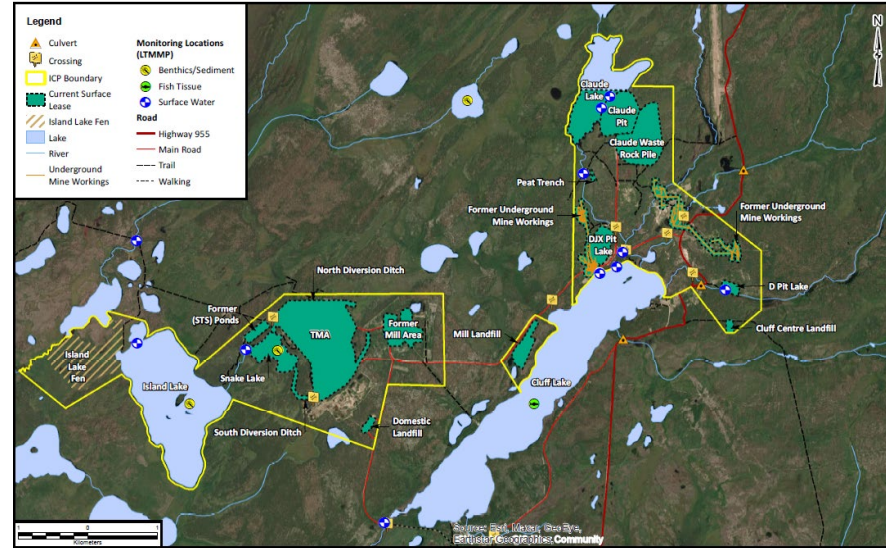 Legend
Culvert
Crossing
ICP Boundary
Current Surface
Lease
Island Lake Fen
Lake
River
Underground
Mine Workings
Monitoring Locations
(LTMMP)
Benthics/Sediment
Fish Tissue
Surface Water
Road
Highway 955
Main Road
Trail
Walking
N
Claude
Lake
Claude
Pit
Claude Waste
Rock Pile
Peat Trench
Former Underground
Mine Workings
Former Underground
Mine Workings
DJX Pit
Lake
D Pit Lake
Cluff Centre Landfill
North Diversion Ditch
Former
(STS) Ponds
TMA
Former
Mill Area
Mill Landfill
Island
Lake
Fen
Island Lake
Snake Lake
Cluff Lake
South Diversion Ditch
Domestic
Landfill
1 0 1
Kilometers
Source: Esri, Maxar, GeoEye,
Earthstar Geographics, Community